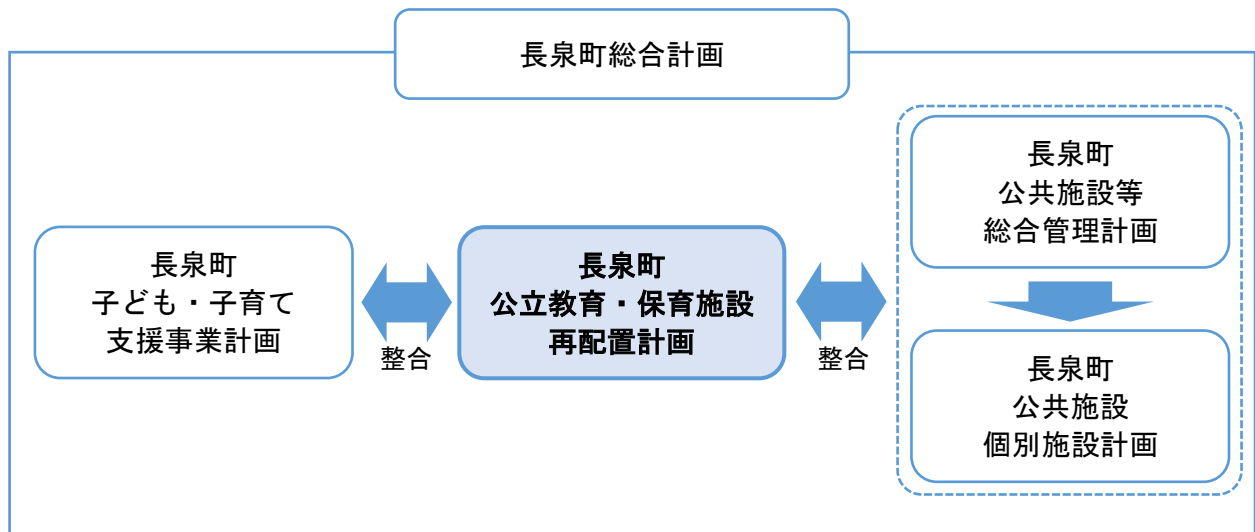 長泉町総合計画
長泉町
子ども・子育て
支援事業計画
整合
長泉町
公立教育・保育施設
再配置計画
整合
長泉町
公共施設等
総合管理計画
長泉町
公共施設
個別施設計画